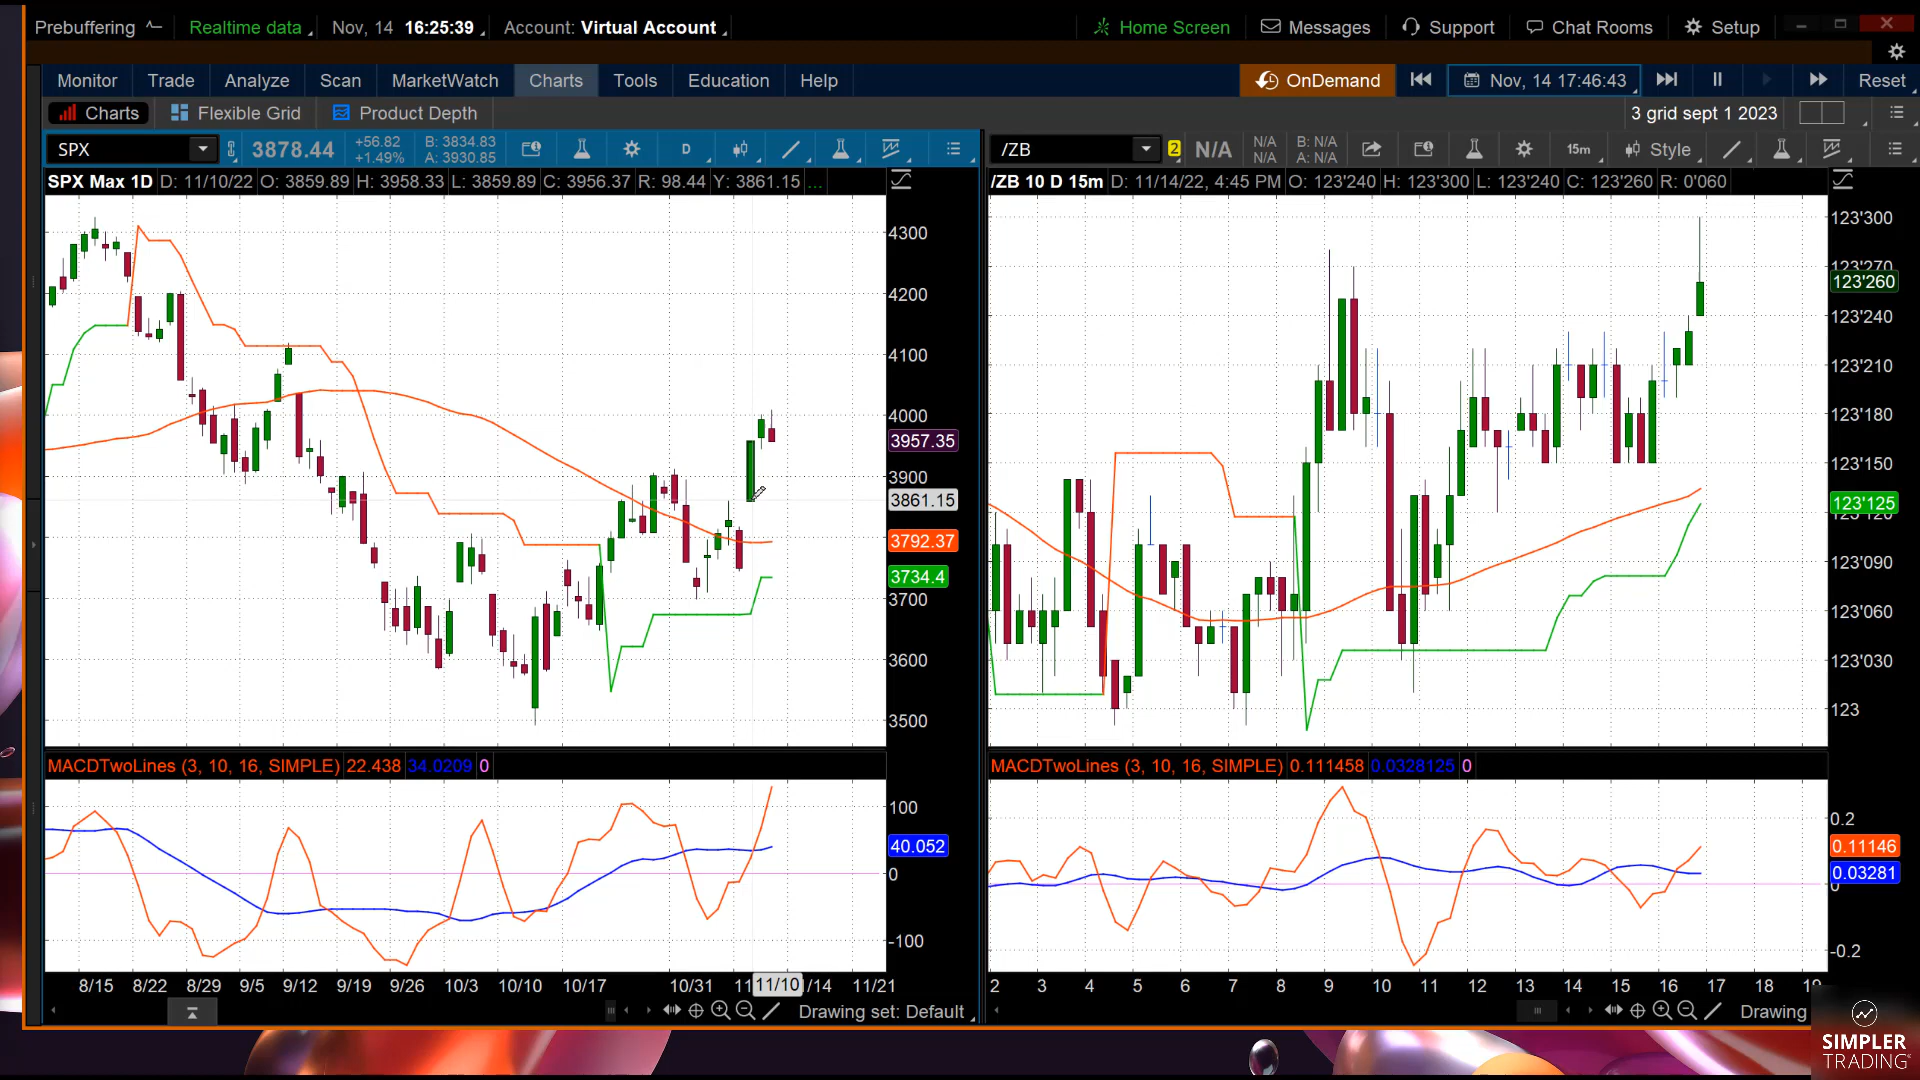 Prebuffering Realtime data Nov, 14 16:25:39 Account: Virtual Account Home Screen Messages Support Chat Rooms Setup
Monitor Trade Analyze Scan MarketWatch Charts Tools Education Help OnDemand Nov, 14 17:46:43 Reset
Charts Flexible Grid Product Depth 3 grid sept 1 2023
SPX 3878.44 +56.82 +1.49% B: 3834.83 A: 3930.85 D
/ZB 2 N/A N/A N/A B: N/A A: N/A 15m Style
SPX Max 1D D: 11/10/22 O: 3859.89 H: 3958.33 L: 3859.89 C: 3956.37 R: 98.44 Y: 3861.15 ...
/ZB 10 D 15m D: 11/14/22, 4:45 PM O: 123'240 H: 123'300 L: 123'240 C: 123'260 R: 0'060
4300
4200
4100
4000
3957.35
3900
3861.15
3792.37
3734.4
3700
3600
3500
123'300
123'270
123'260
123'240
123'210
123'180
123'150
123'125
123'090
123'060
123'030
123
MACDTwoLines (3, 10, 16, SIMPLE) 22.438 34.0209 0
100
40.052
0
-100
MACDTwoLines (3, 10, 16, SIMPLE) 0.111458 0.0328125 0
0.2
0.11146
0.03281
0
-0.2
8/15 8/22 8/29 9/5 9/12 9/19 9/26 10/3 10/10 10/17 10/31 11/10 /14 11/21
2 3 4 5 6 7 8 9 10 11 12 13 14 15 16 17 18
Drawing set: Default
Drawing
SIMPLER
TRADING